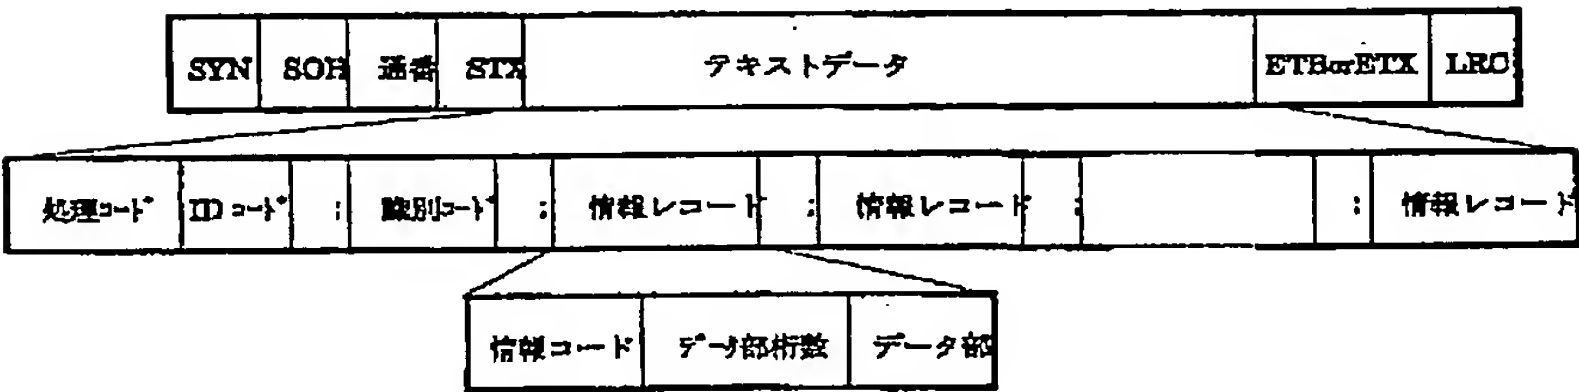 SYN SOH 通番 STX テキストデータ ETBorETX LRC
処理コード IDコード : 識別コード : 情報レコード : 情報レコード : : 情報レコード
情報コード データ部桁数 データ部